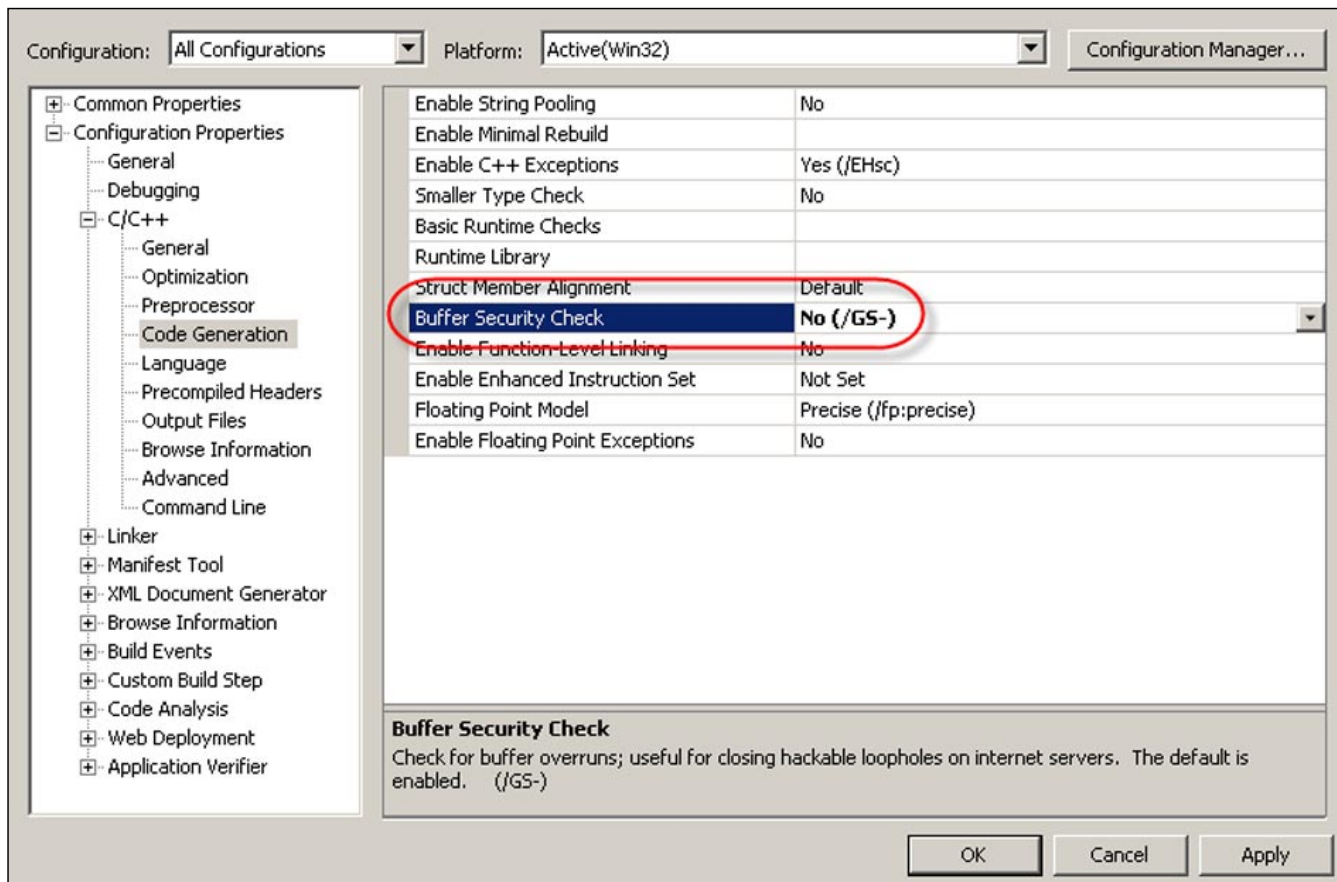 Configuration: All Configurations Platform: Active(Win32) Configuration Manager...
Common Properties
Configuration Properties
General
Debugging
C/C++
General
Optimization
Preprocessor
Code Generation
Language
Precompiled Headers
Output Files
Browse Information
Advanced
Command Line
Linker
Manifest Tool
XML Document Generator
Browse Information
Build Events
Custom Build Step
Code Analysis
Web Deployment
Application Verifier
Enable String Pooling No
Enable Minimal Rebuild
Enable C++ Exceptions Yes (/EHsc)
Smaller Type Check No
Basic Runtime Checks
Runtime Library
Struct Member Alignment Default
Buffer Security Check No (/GS-)
Enable Function-Level Linking No
Enable Enhanced Instruction Set Not Set
Floating Point Model Precise (/fp:precise)
Enable Floating Point Exceptions No
Buffer Security Check
Check for buffer overruns; useful for closing hackable loopholes on internet servers. The default is
enabled. (/GS-)
OK Cancel Apply